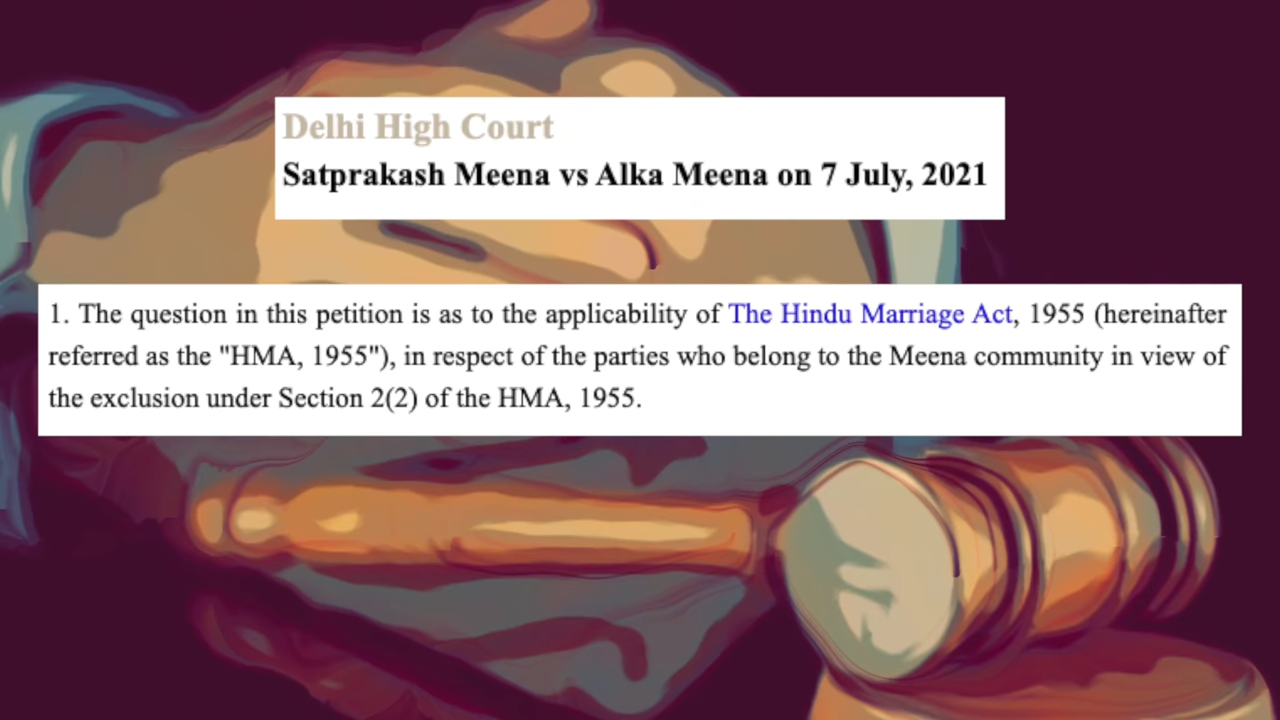 Delhi High Court
Satprakash Meena vs Alka Meena on 7 July, 2021
1. The question in this petition is as to the applicability of The Hindu Marriage Act, 1955 (hereinafter
referred as the "HMA, 1955"), in respect of the parties who belong to the Meena community in view of
the exclusion under Section 2(2) of the HMA, 1955.